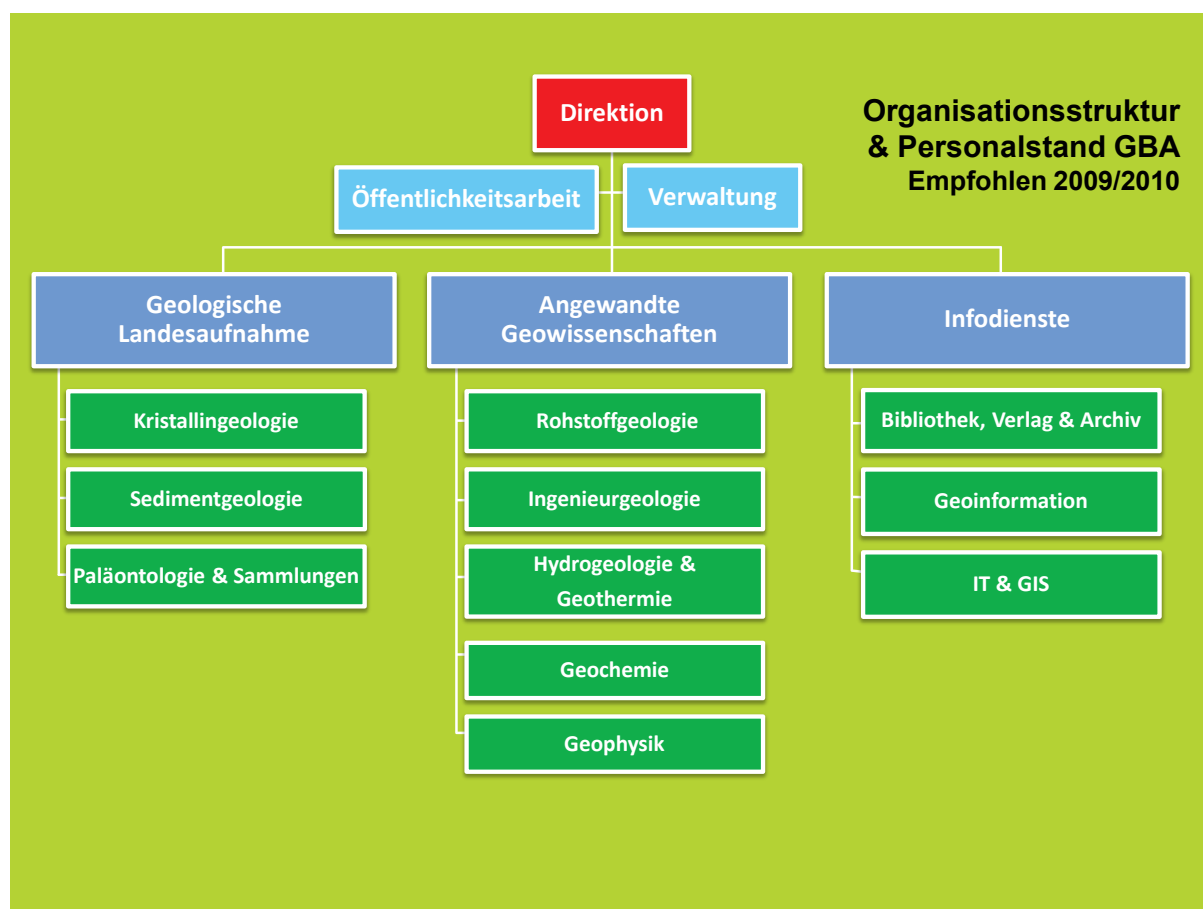 Direktion
Organisationsstruktur
& Personalstand GBA
Empfohlen 2009/2010
Öffentlichkeitsarbeit
Verwaltung
Geologische
Landesaufnahme
Angewandte
Geowissenschaften
Infodienste
Kristallingeologie
Sedimentgeologie
Paläontologie & Sammlungen
Rohstoffgeologie
Ingenieurgeologie
Hydrogeologie &
Geothermie
Geochemie
Geophysik
Bibliothek, Verlag & Archiv
Geoinformation
IT & GIS